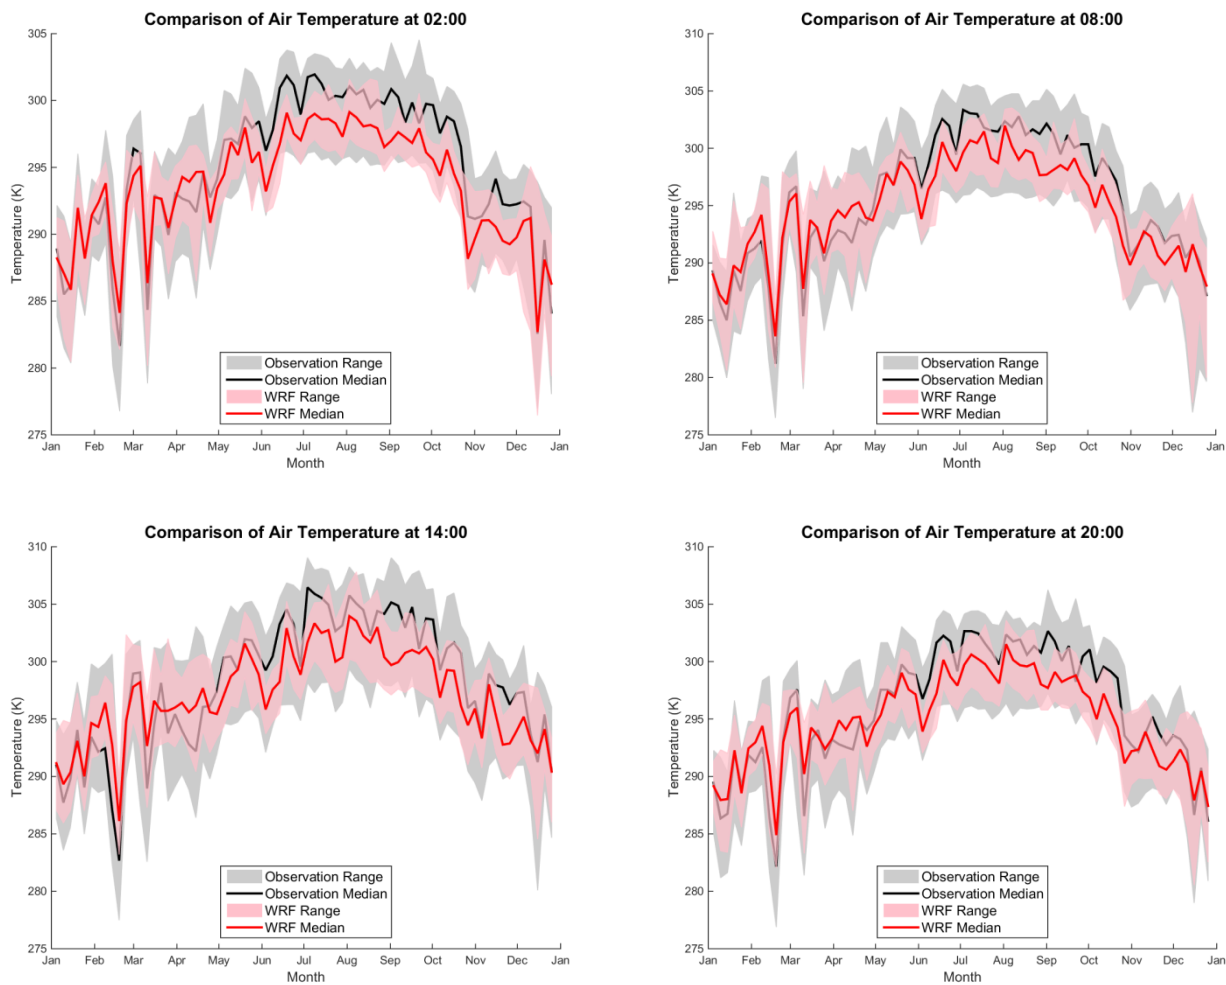 Comparison of Air Temperature at 02:00
305
300
295
290
285
280
275
Temperature (K)
Observation Range
Observation Median
WRF Range
WRF Median
Jan Feb Mar Apr May Jun Jul Aug Sep Oct Nov Dec Jan
Month
Comparison of Air Temperature at 08:00
310
305
300
295
290
285
280
275
Temperature (K)
Observation Range
Observation Median
WRF Range
WRF Median
Jan Feb Mar Apr May Jun Jul Aug Sep Oct Nov Dec Jan
Month
Comparison of Air Temperature at 14:00
310
305
300
295
290
285
280
275
Temperature (K)
Observation Range
Observation Median
WRF Range
WRF Median
Jan Feb Mar Apr May Jun Jul Aug Sep Oct Nov Dec Jan
Month
Comparison of Air Temperature at 20:00
310
305
300
295
290
285
280
275
Temperature (K)
Observation Range
Observation Median
WRF Range
WRF Median
Jan Feb Mar Apr May Jun Jul Aug Sep Oct Nov Dec Jan
Month